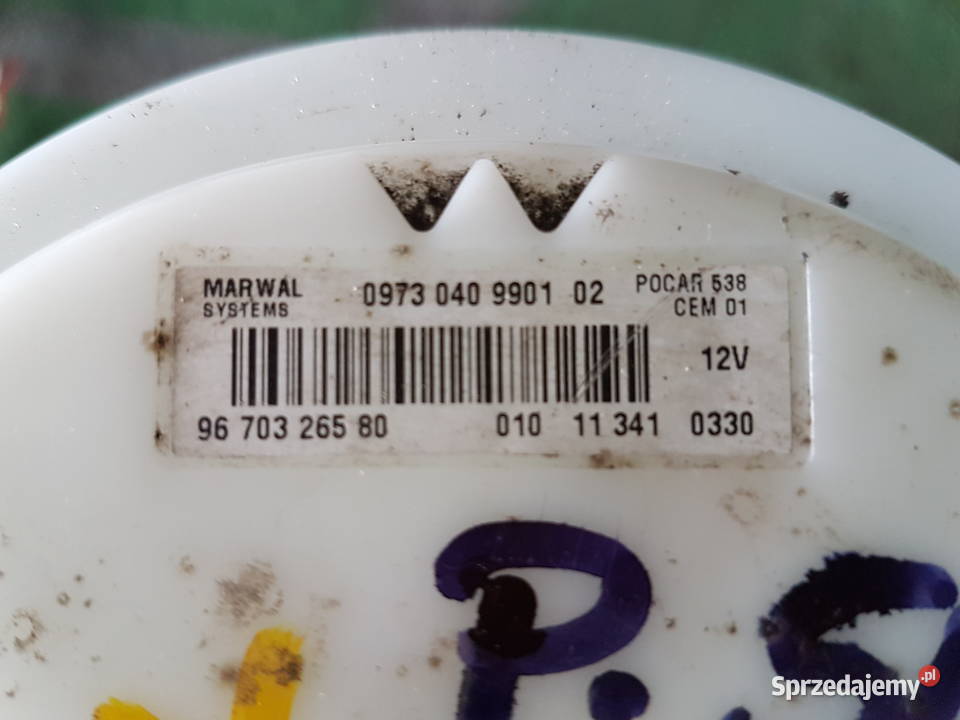 MARWAL 0973 040 9901 02 POCAR 538
SYSTEMS CEM 01
12V
96 703 265 80 010 11 341 0330
P.
Sprzedajemy.pl